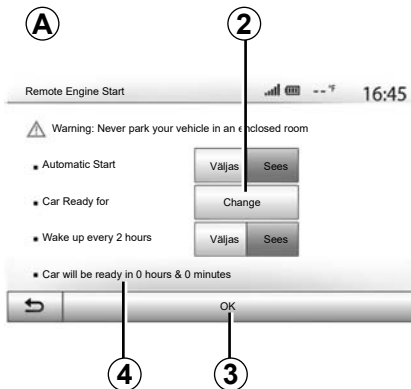 A
2
Remote Engine Start
--°F
16:45
Warning: Never park your vehicle in an enclosed room
Automatic Start
Väljas Sees
Car Ready for
Change
Wake up every 2 hours
Väljas Sees
Car will be ready in 0 hours & 0 minutes
OK
4
3